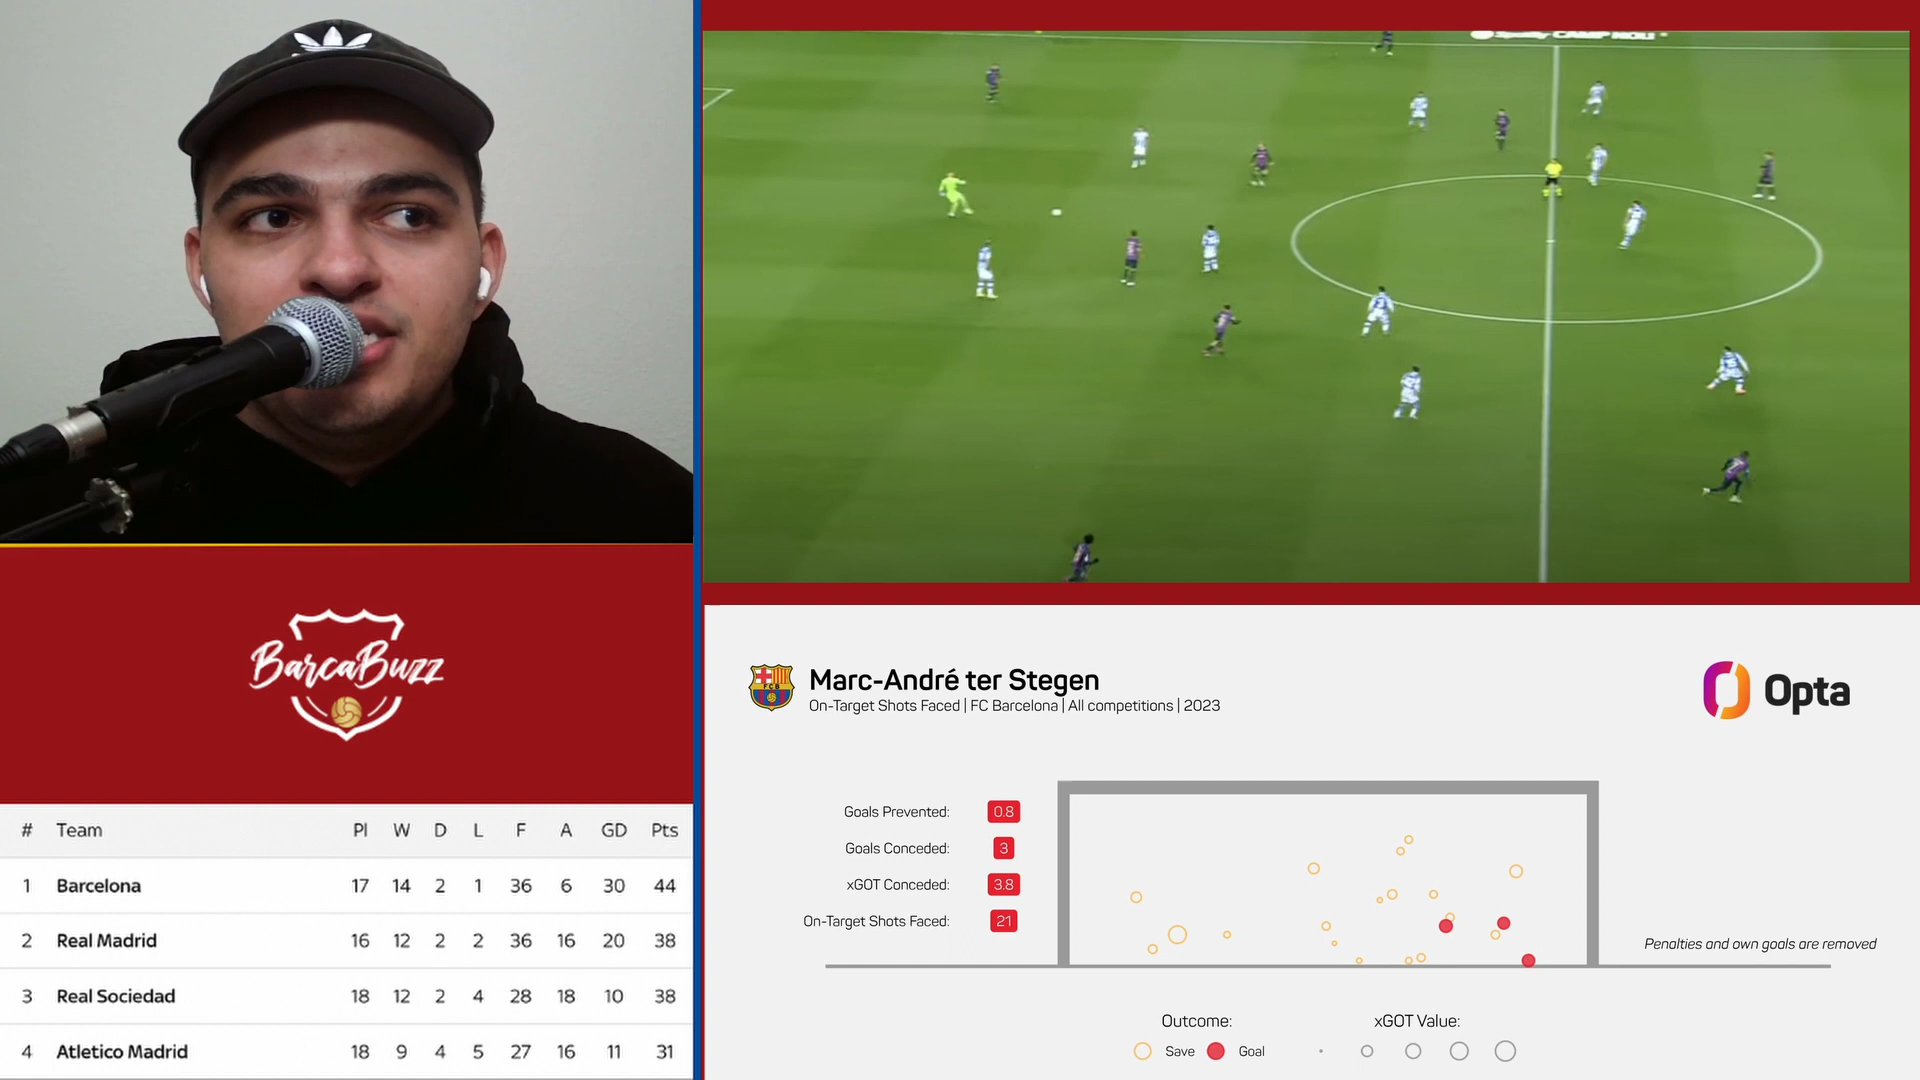 CAMP NOU
BarcaBuzz
# Team Pl W D L F A GD Pts
1 Barcelona 17 14 2 1 36 6 30 44
2 Real Madrid 16 12 2 2 36 16 20 38
3 Real Sociedad 18 12 2 4 28 18 10 38
4 Atletico Madrid 18 9 4 5 27 16 11 31
FCB
Marc-André ter Stegen
On-Target Shots Faced | FC Barcelona | All competitions | 2023
Opta
Goals Prevented: 0.8
Goals Conceded: 3
xGOT Conceded: 3.8
On-Target Shots Faced: 21
Penalties and own goals are removed
Outcome:
Save Goal
xGOT Value: